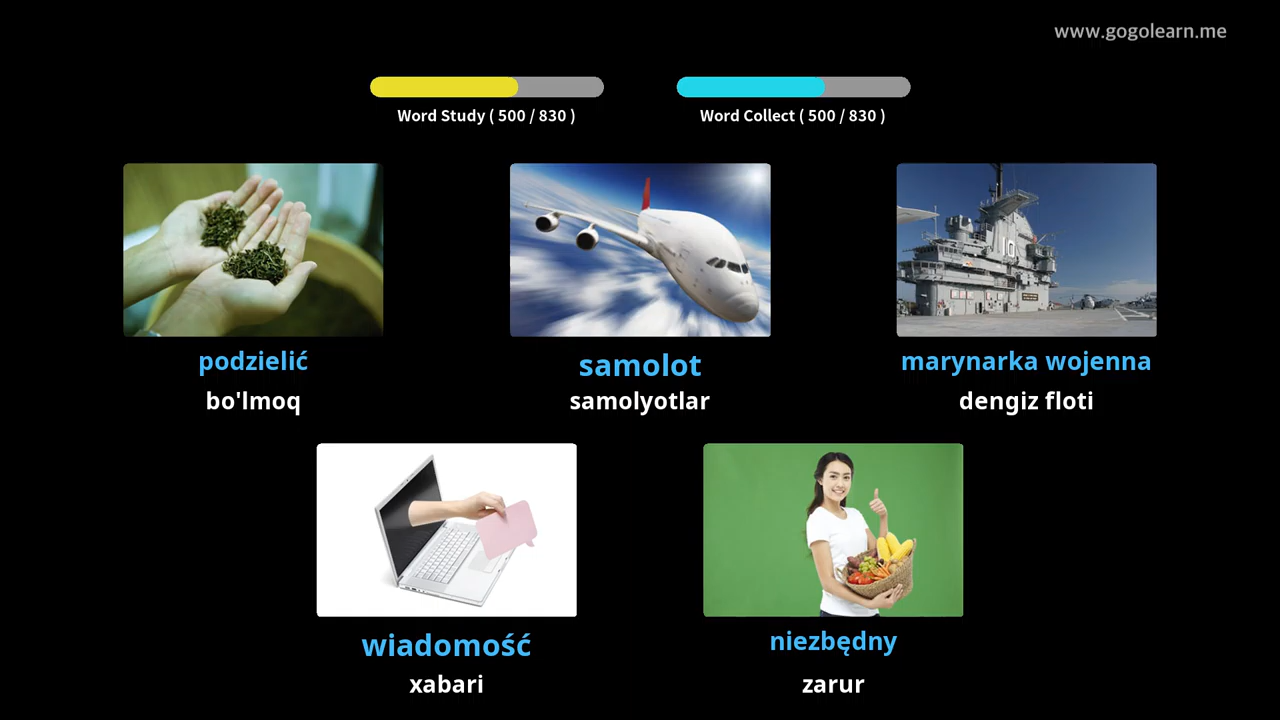 www.gogolearn.me
Word Study ( 500 / 830 )
Word Collect ( 500 / 830 )
10
podzielić
samolot
marynarka wojenna
bo'lmoq
samolyotlar
dengiz floti
wiadomość
niezbędny
xabari
zarur